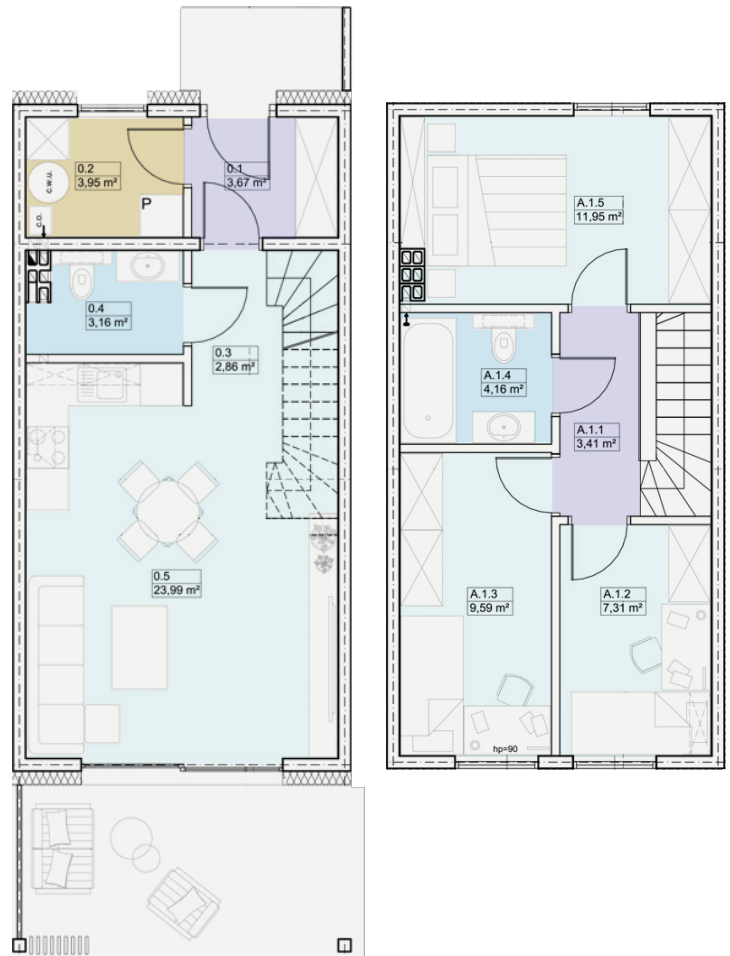 0.2
3,95 m²
0.1
3,67 m²
c.w.u.
c.o.
P
0.4
3,16 m²
0.3
2,86 m²
0.5
23,99 m²
A.1.5
11,95 m²
A.1.4
4,16 m²
A.1.1
3,41 m²
A.1.3
9,59 m²
A.1.2
7,31 m²
hp=90